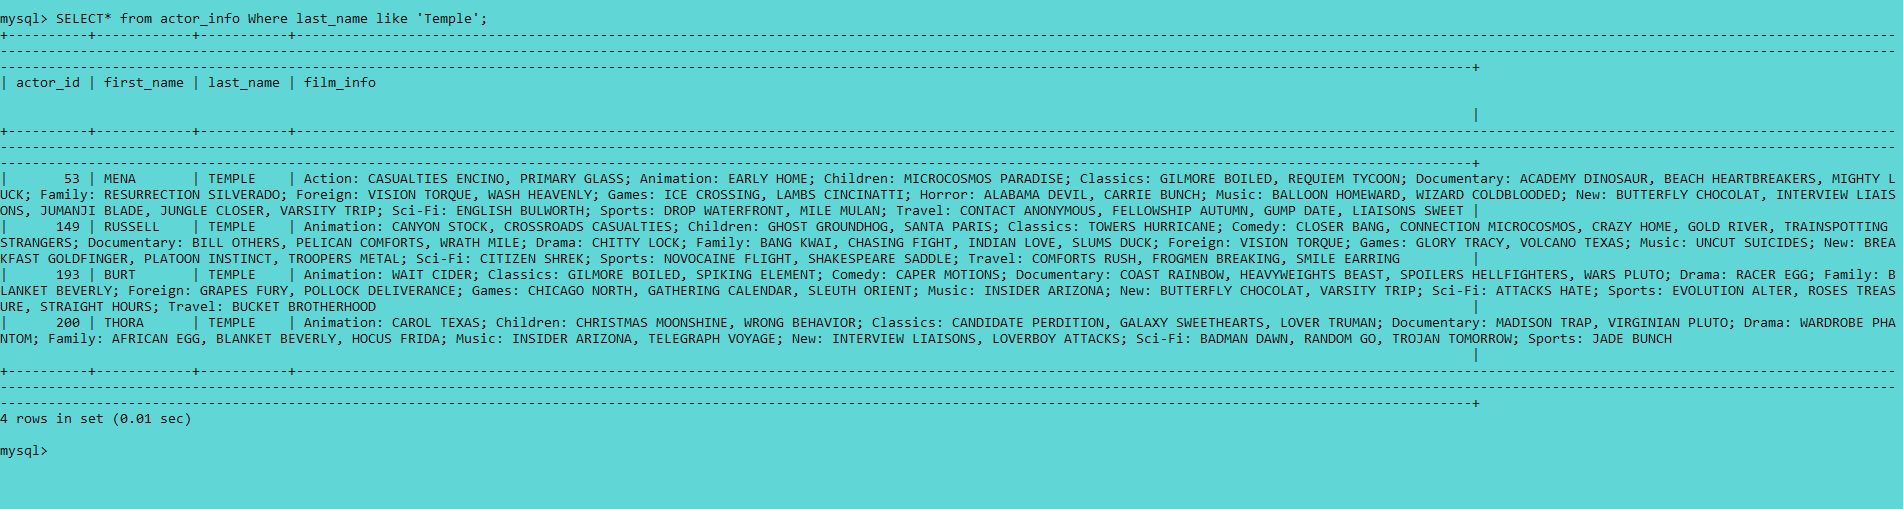 mysql> SELECT* from actor_info Where last_name like 'Temple';
| actor_id | first_name | last_name | film_info
|
| 53 | MENA | TEMPLE | Action: CASUALTIES ENCINO, PRIMARY GLASS; Animation: EARLY HOME; Children: MICROCOSMOS PARADISE; Classics: GILMORE BOILED, REQUIEM TYCOON; Documentary: ACADEMY DINOSAUR, BEACH HEARTBREAKERS, MIGHTY L
UCK; Family: RESURRECTION SILVERADO; Foreign: VISION TORQUE, WASH HEAVENLY; Games: ICE CROSSING, LAMBS CINCINATTI; Horror: ALABAMA DEVIL, CARRIE BUNCH; Music: BALLOON HOMEWARD, WIZARD COLDBLOODED; New: BUTTERFLY CHOCOLAT, INTERVIEW LIAIS
ONS, JUMANJI BLADE, JUNGLE CLOSER, VARSITY TRIP; Sci-Fi: ENGLISH BULWORTH; Sports: DROP WATERFRONT, MILE MULAN; Travel: CONTACT ANONYMOUS, FELLOWSHIP AUTUMN, GUMP DATE, LIAISONS SWEET |
| 149 | RUSSELL | TEMPLE | Animation: CANYON STOCK, CROSSROADS CASUALTIES; Children: GHOST GROUNDHOG, SANTA PARIS; Classics: TOWERS HURRICANE; Comedy: CLOSER BANG, CONNECTION MICROCOSMOS, CRAZY HOME, GOLD RIVER, TRAINSPOTTING
STRANGERS; Documentary: BILL OTHERS, PELICAN COMFORTS, WRATH MILE; Drama: CHITTY LOCK; Family: BANG KWAI, CHASING FIGHT, INDIAN LOVE, SLUMS DUCK; Foreign: VISION TORQUE; Games: GLORY TRACY, VOLCANO TEXAS; Music: UNCUT SUICIDES; New: BREA
KFAST GOLDFINGER, PLATOON INSTINCT, TROOPERS METAL; Sci-Fi: CITIZEN SHREK; Sports: NOVOCAINE FLIGHT, SHAKESPEARE SADDLE; Travel: COMFORTS RUSH, FROGMEN BREAKING, SMILE EARRING |
| 193 | BURT | TEMPLE | Animation: WAIT CIDER; Classics: GILMORE BOILED, SPIKING ELEMENT; Comedy: CAPER MOTIONS; Documentary: COAST RAINBOW, HEAVYWEIGHTS BEAST, SPOILERS HELLFIGHTERS, WARS PLUTO; Drama: RACER EGG; Family: B
LANKET BEVERLY; Foreign: GRAPES FURY, POLLOCK DELIVERANCE; Games: CHICAGO NORTH, GATHERING CALENDAR, SLEUTH ORIENT; Music: INSIDER ARIZONA; New: BUTTERFLY CHOCOLAT, VARSITY TRIP; Sci-Fi: ATTACKS HATE; Sports: EVOLUTION ALTER, ROSES TREAS
URE, STRAIGHT HOURS; Travel: BUCKET BROTHERHOOD |
| 200 | THORA | TEMPLE | Animation: CAROL TEXAS; Children: CHRISTMAS MOONSHINE, WRONG BEHAVIOR; Classics: CANDIDATE PERDITION, GALAXY SWEETHEARTS, LOVER TRUMAN; Documentary: MADISON TRAP, VIRGINIAN PLUTO; Drama: WARDROBE PHA
NTOM; Family: AFRICAN EGG, BLANKET BEVERLY, HOCUS FRIDA; Music: INSIDER ARIZONA, TELEGRAPH VOYAGE; New: INTERVIEW LIAISONS, LOVERBOY ATTACKS; Sci-Fi: BADMAN DAWN, RANDOM GO, TROJAN TOMORROW; Sports: JADE BUNCH
|
4 rows in set (0.01 sec)
mysql>